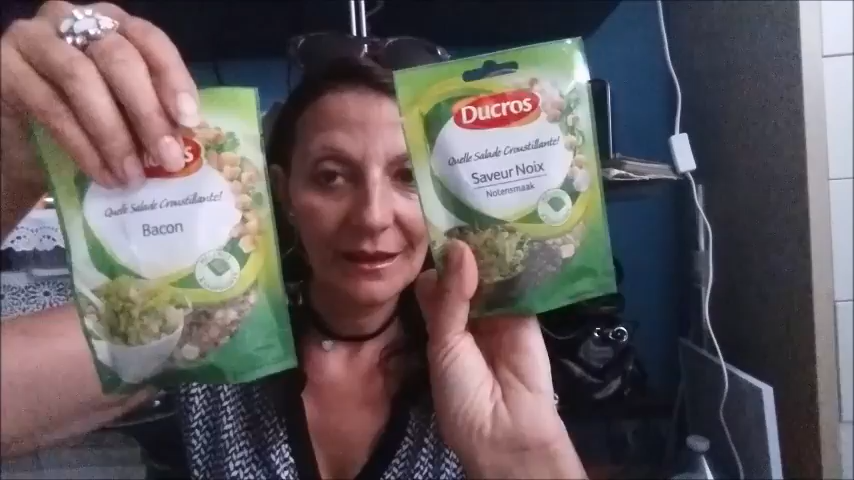 Quelle Salade Croustillante!
Bacon
Ducros
Quelle Salade Croustillante!
Saveur Noix
Notensmaak